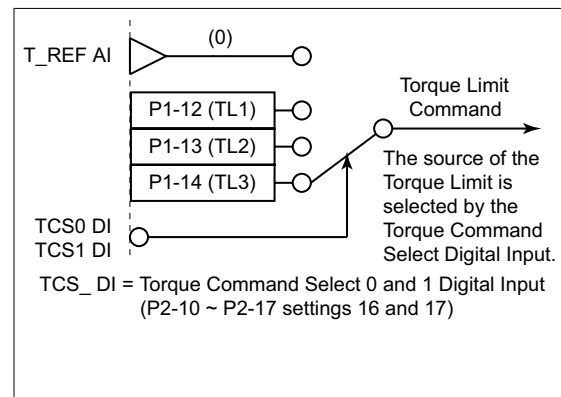 (0)
T_REF AI
P1-12 (TL1)
P1-13 (TL2)
P1-14 (TL3)
Torque Limit
Command
The source of the
Torque Limit is
selected by the
Torque Command
Select Digital Input.
TCS0 DI
TCS1 DI
TCS_ DI = Torque Command Select 0 and 1 Digital Input
(P2-10 ~ P2-17 settings 16 and 17)